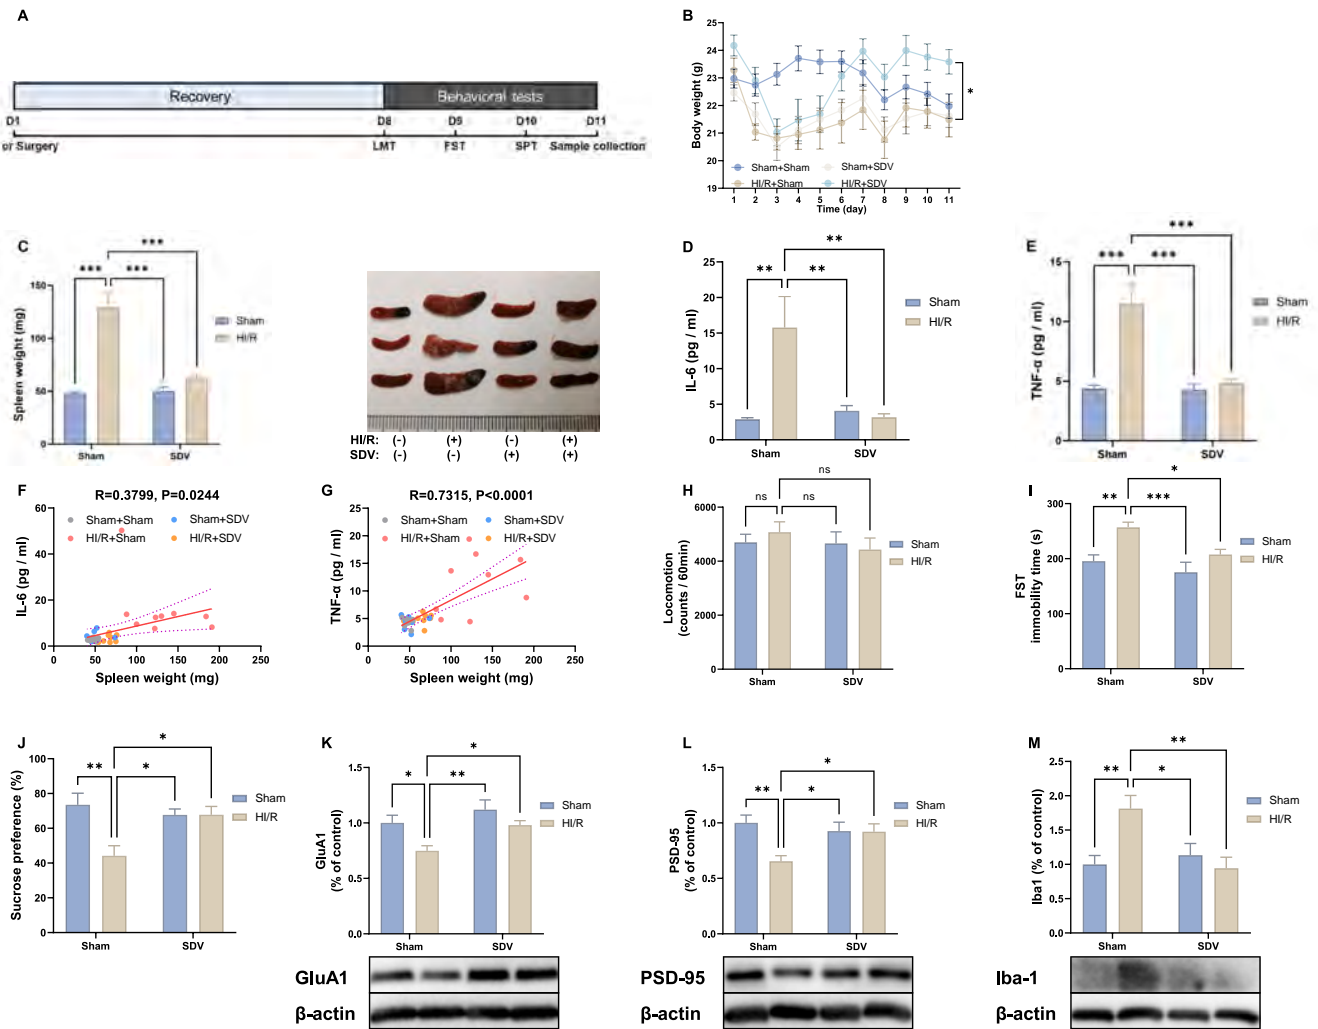 A
Recovery
Behavioral tests
D1
D8
D9
D10
D11
or Surgery
LMT
FST
SPT
Sample collection
B
Body weight (g)
25
24
23
22
21
20
19
*
Sham+Sham
Sham+SDV
HI/R+Sham
HI/R+SDV
1 2 3 4 5 6 7 8 9 10 11
Time (day)
C
***
***
***
Spleen weight (mg)
150
100
50
0
Sham
HI/R
Sham
SDV
HI/R: (-) (+) (-) (+)
SDV: (-) (-) (+) (+)
D
**
**
**
IL-6 (pg / ml)
25
20
15
10
5
0
Sham
HI/R
Sham
SDV
E
***
***
***
TNF-α (pg / ml)
15
10
5
0
Sham
HI/R
Sham
SDV
F
R=0.3799, P=0.0244
Sham+Sham
Sham+SDV
HI/R+Sham
HI/R+SDV
IL-6 (pg / ml)
60
40
20
0
0 50 100 150 200 250
Spleen weight (mg)
G
R=0.7315, P<0.0001
Sham+Sham
Sham+SDV
HI/R+Sham
HI/R+SDV
TNF-α (pg / ml)
25
20
15
10
5
0
0 50 100 150 200 250
Spleen weight (mg)
H
ns
ns
ns
Locomotion
(counts / 60min)
6000
4000
2000
0
Sham
HI/R
Sham
SDV
I
*
**
***
FST
immobility time (s)
300
200
100
0
Sham
HI/R
Sham
SDV
J
*
**
*
Sucrose preference (%)
100
80
60
40
20
0
Sham
HI/R
Sham
SDV
K
*
*
**
GluA1
(% of control)
1.5
1.0
0.5
0.0
Sham
HI/R
Sham
SDV
GluA1
β-actin
L
*
**
*
PSD-95
(% of control)
1.5
1.0
0.5
0.0
Sham
HI/R
Sham
SDV
PSD-95
β-actin
M
**
**
*
Iba1 (% of control)
2.5
2.0
1.5
1.0
0.5
0.0
Sham
HI/R
Sham
SDV
Iba-1
β-actin